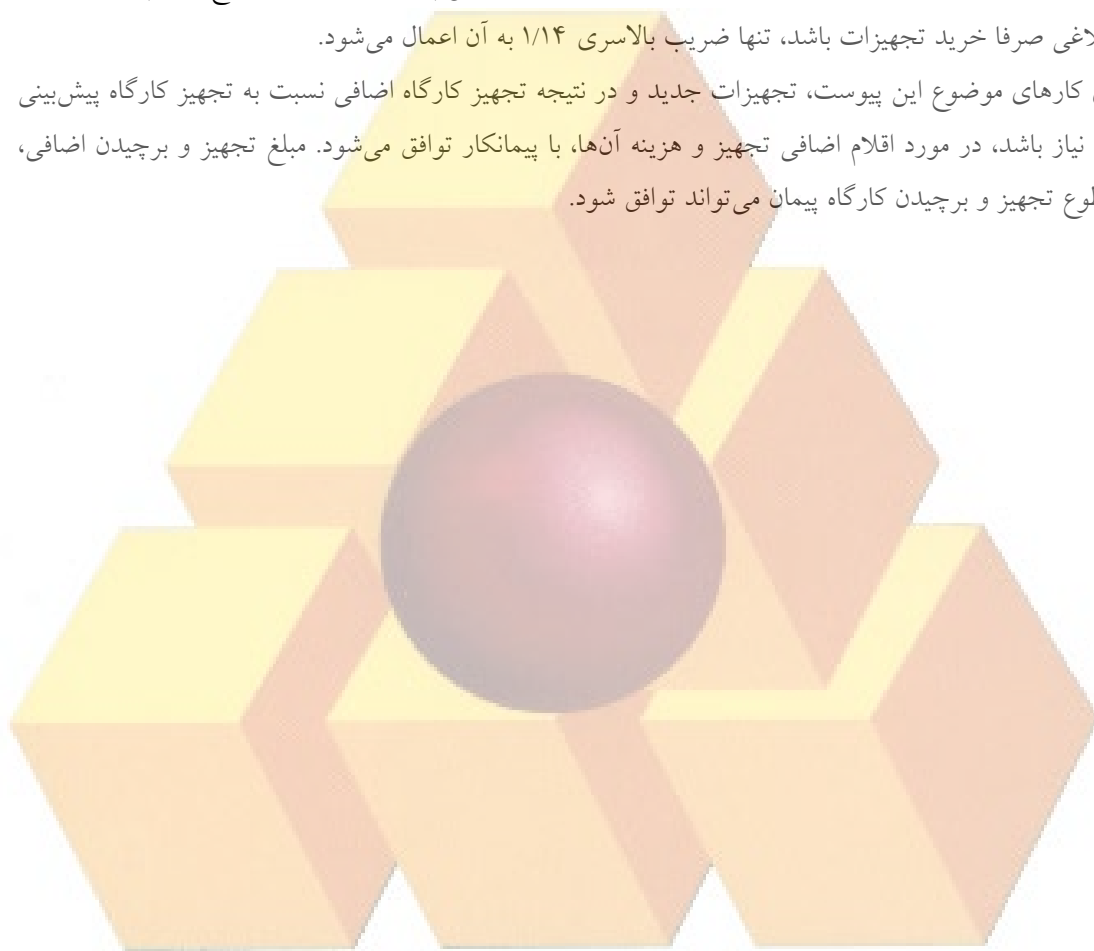 لاغی صرفا خرید تجهیزات باشد، تنها ضریب بالاسری ۱/۱۴ به آن اعمال می‌شود.
کارهای موضوع این پیوست، تجهیزات جدید و در نتیجه تجهیز کارگاه اضافی نسبت به تجهیز کارگاه پیش‌بینی
نیاز باشد، در مورد اقلام اضافی تجهیز و هزینه آن‌ها، با پیمانکار توافق می‌شود. مبلغ تجهیز و برچیدن اضافی،
طوع تجهیز و برچیدن کارگاه پیمان می‌تواند توافق شود.